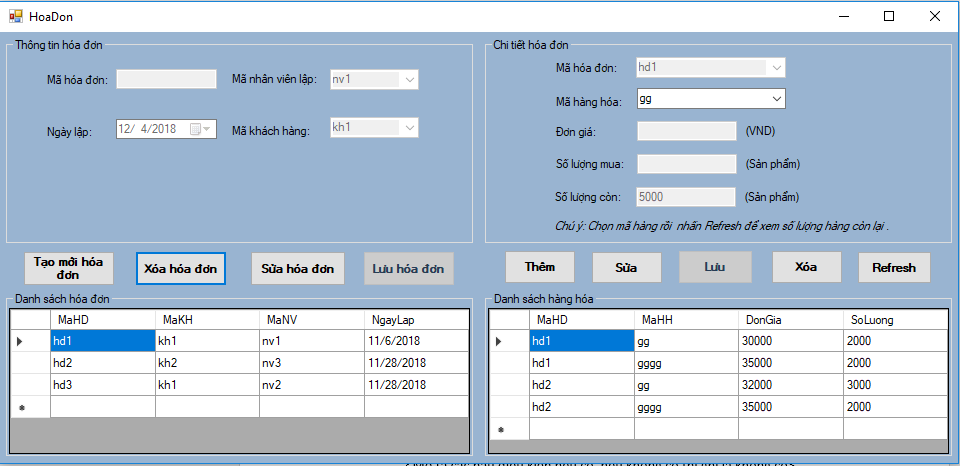 HoaDon
Thông tin hóa đơn
Mã hóa đơn:
Mã nhân viên lập:
nv1
Ngày lập:
12/ 4/2018
Mã khách hàng:
kh1
Chi tiết hóa đơn
Mã hóa đơn:
hd1
Mã hàng hóa:
gg
Đơn giá:
(VND)
Số lượng mua:
(Sản phẩm)
Số lượng còn:
5000
(Sản phẩm)
Chú ý: Chọn mã hàng rồi nhấn Refresh để xem số lượng hàng còn lại .
Tạo mới hóa
đơn
Xóa hóa đơn
Sửa hóa đơn
Lưu hóa đơn
Thêm
Sửa
Lưu
Xóa
Refresh
Danh sách hóa đơn
MaHD MaKH MaNV NgayLap
hd1 kh1 nv1 11/6/2018
hd2 kh2 nv3 11/28/2018
hd3 kh1 nv2 11/28/2018
Danh sách hàng hóa
MaHD MaHH DonGia SoLuong
hd1 gg 30000 2000
hd1 gggg 35000 2000
hd2 gg 32000 3000
hd2 gggg 35000 2000